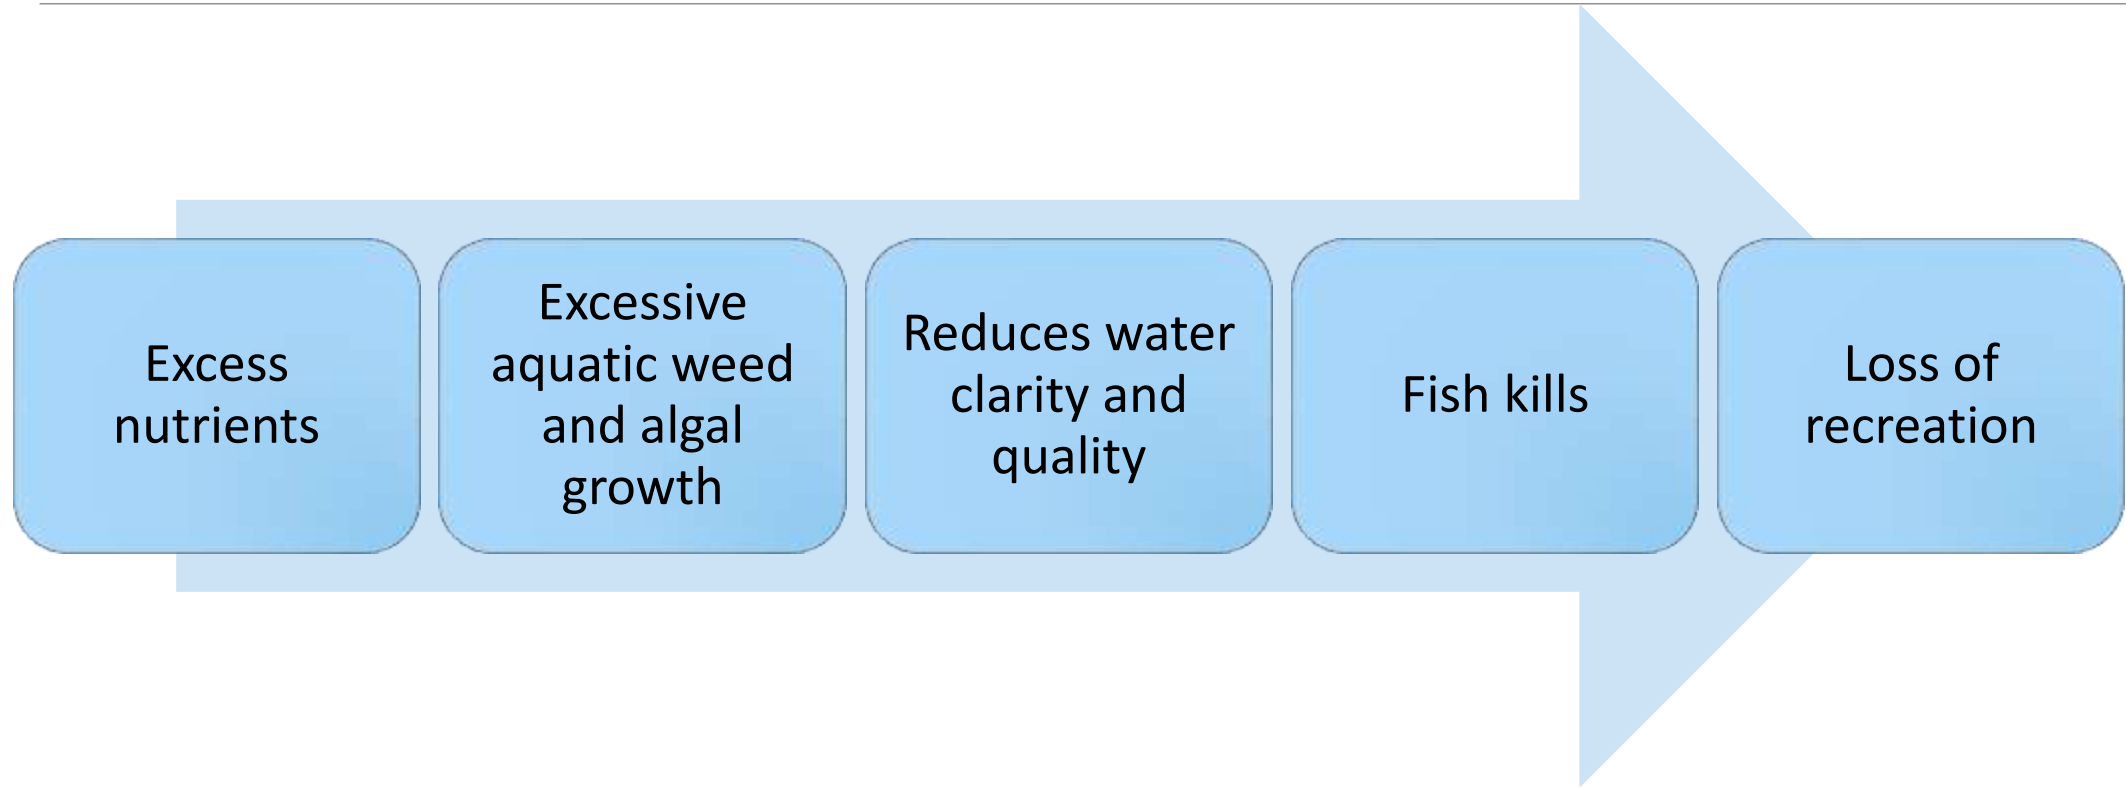 Excess
nutrients
Excessive
aquatic weed
and algal
growth
Reduces water
clarity and
quality
Fish kills
Loss of
recreation